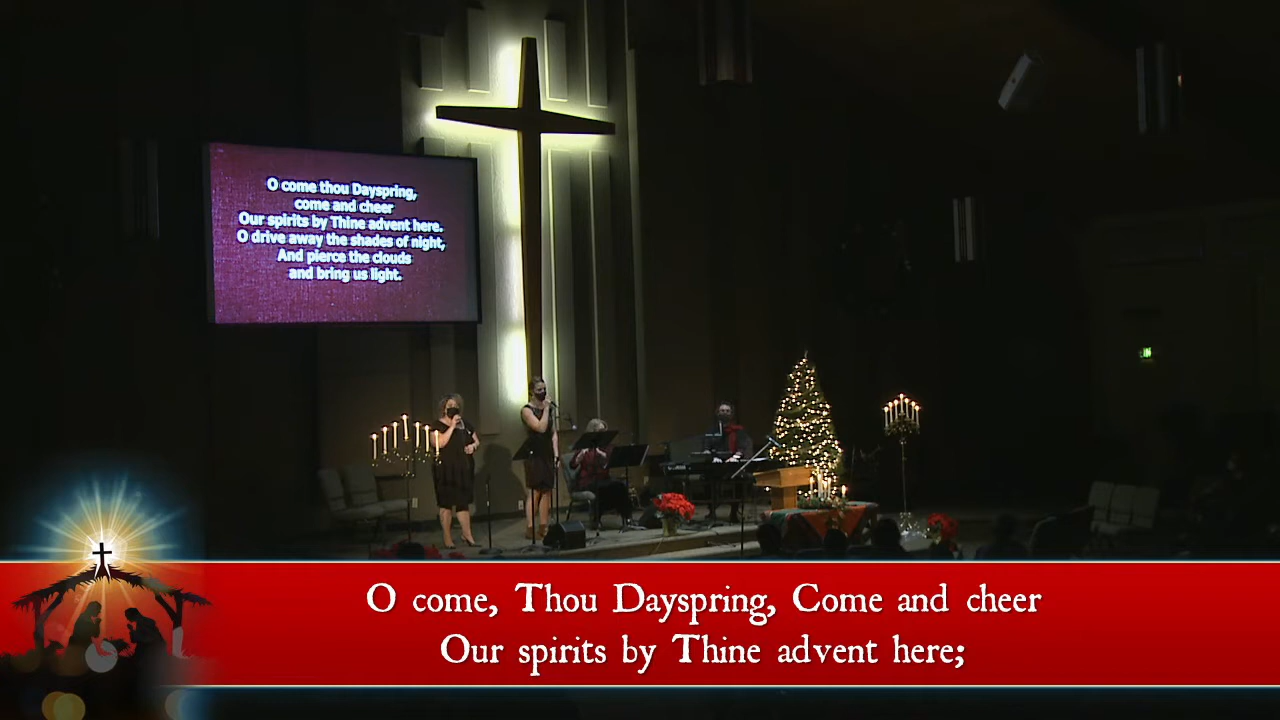 O come thou Dayspring,
come and cheer
Our spirits by Thine advent here.
O drive away the shades of night,
And pierce the clouds
and bring us light.
O come, Thou Dayspring, Come and cheer
Our spirits by Thine advent here;